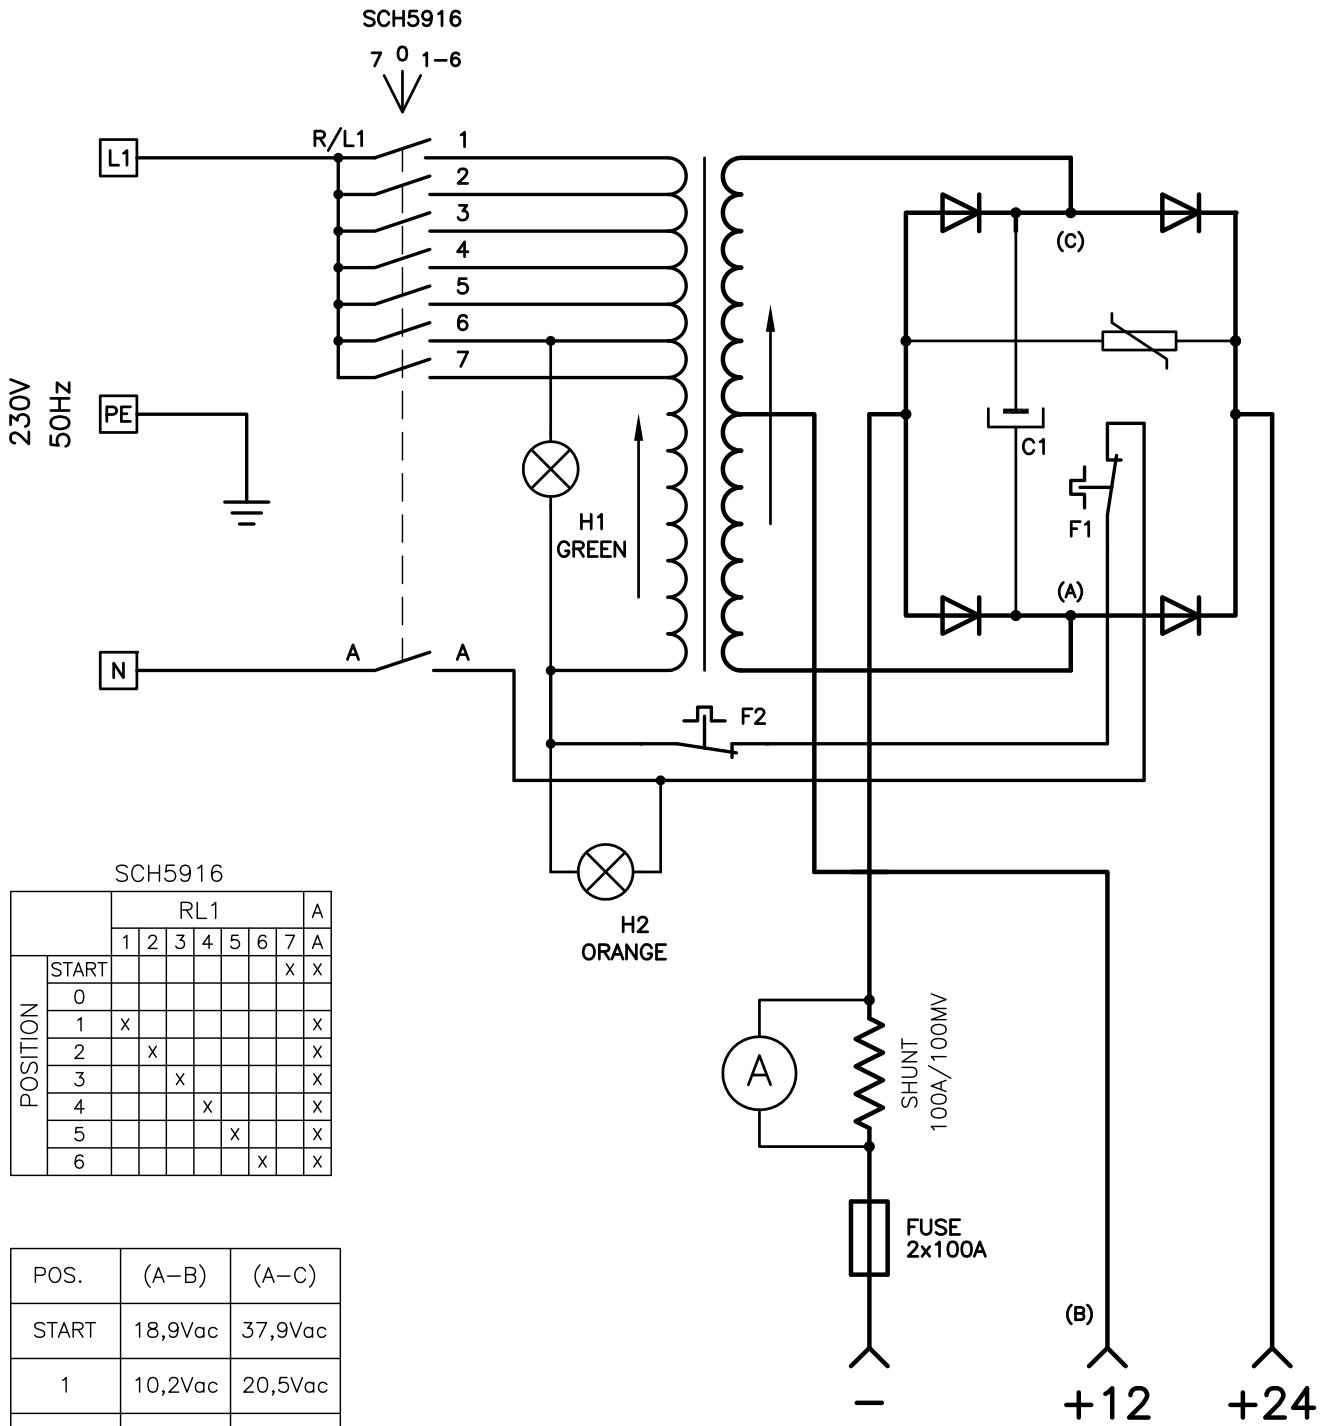 SCH5916
7 0 1-6
R/L1
1
2
3
4
5
6
7
L1
(C)
230V
50Hz
PE
C1
F1
H1
GREEN
(A)
A A
N
F2
H2
ORANGE
SCH5916
RL1 A
1 2 3 4 5 6 7 A
POSITION
START X X
0
1 X X
2 X X
3 X X
4 X X
5 X X
6 X X
A
SHUNT
100A/100MV
FUSE
2x100A
POS. (A-B) (A-C)
START 18,9Vac 37,9Vac
1 10,2Vac 20,5Vac
(B)
- +12 +24